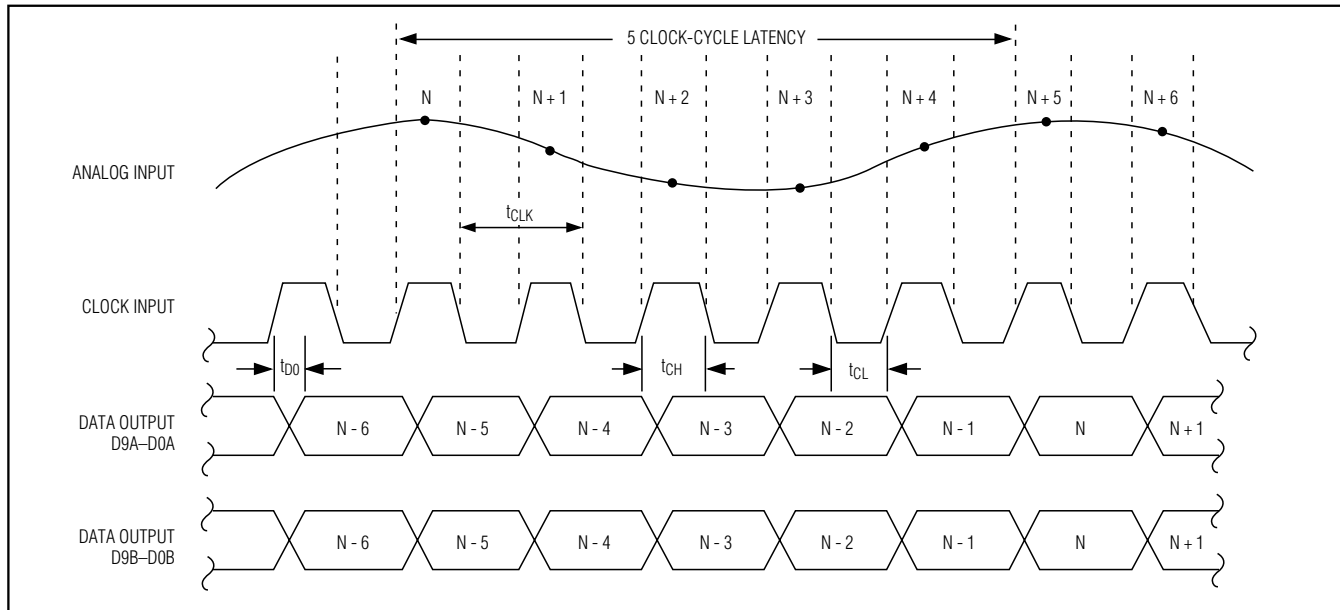 5 CLOCK-CYCLE LATENCY
N N + 1 N + 2 N + 3 N + 4 N + 5 N + 6
ANALOG INPUT
tCLK
CLOCK INPUT
tD0 tCH tCL
DATA OUTPUT
D9A–D0A
N - 6 N - 5 N - 4 N - 3 N - 2 N - 1 N N + 1
DATA OUTPUT
D9B–D0B
N - 6 N - 5 N - 4 N - 3 N - 2 N - 1 N N + 1